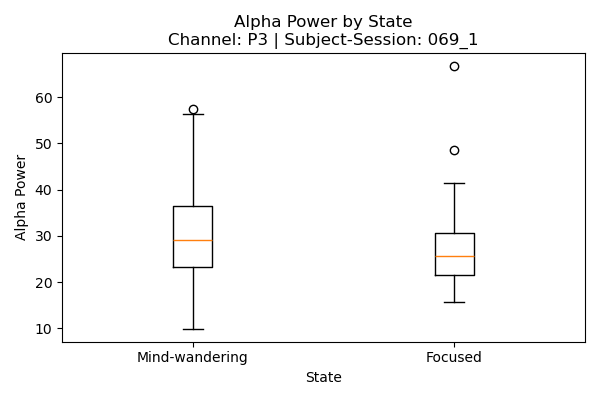 Alpha Power by State
Channel: P3 | Subject-Session: 069_1
Alpha Power
60
50
40
30
20
10
Mind-wandering
Focused
State